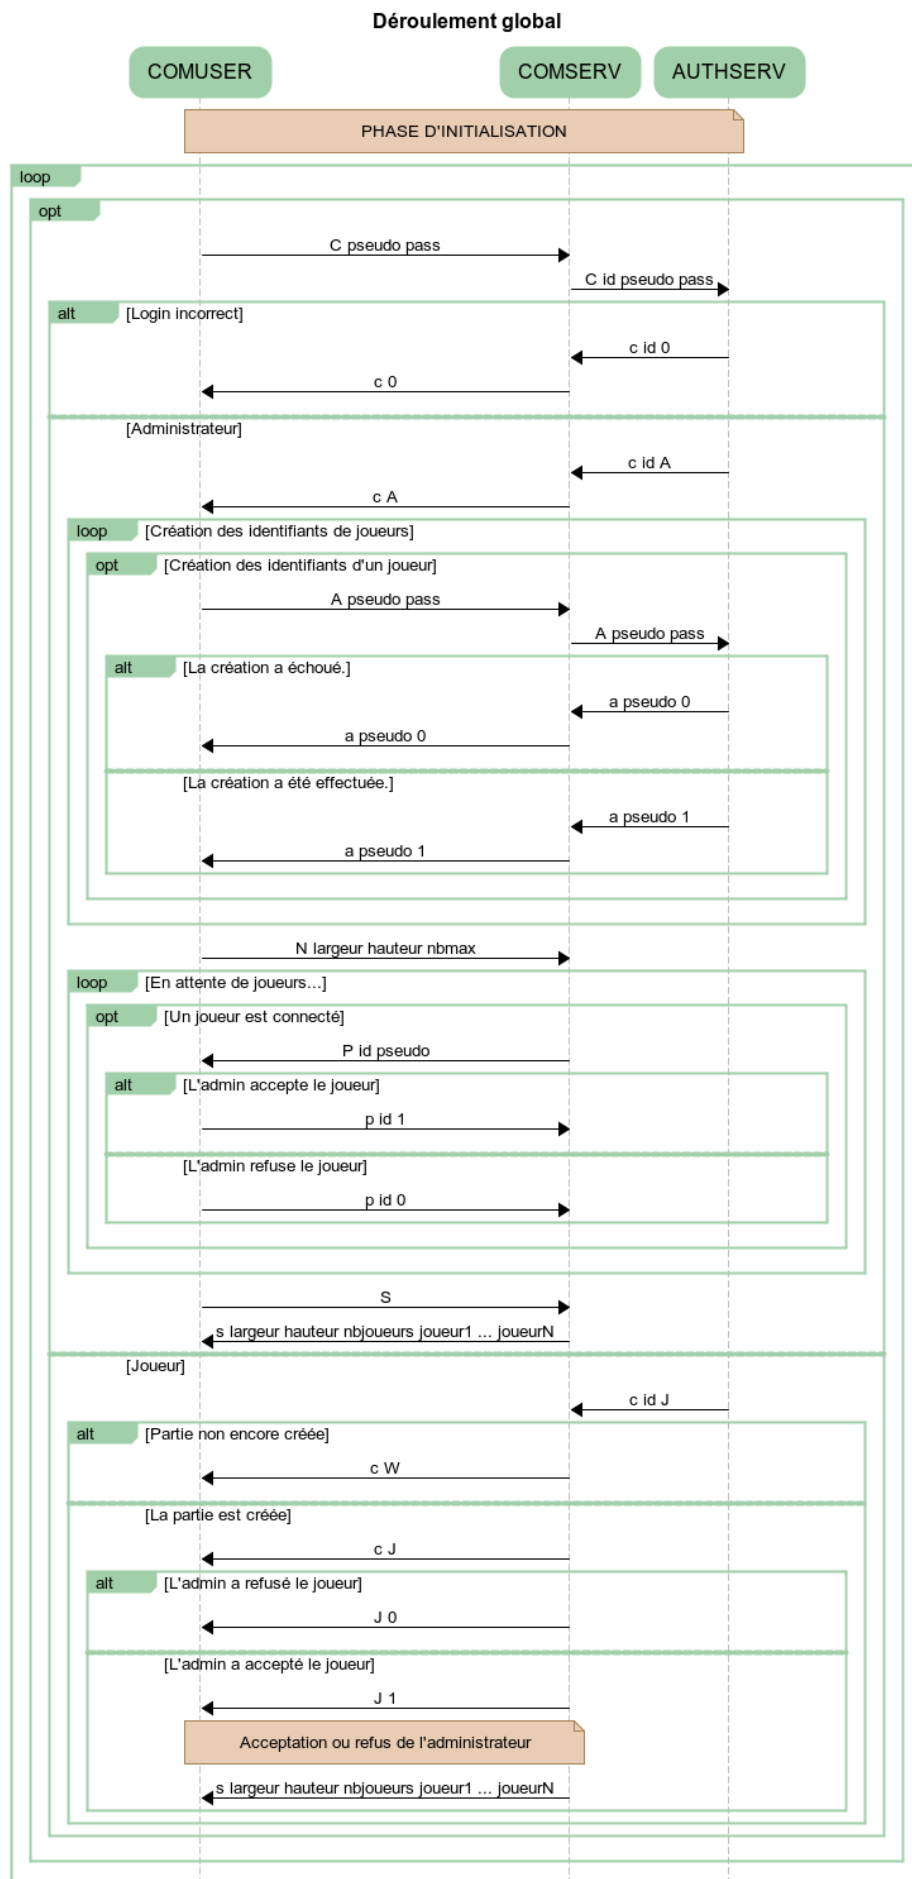 Déroulement global
COMUSER
COMSERV
AUTHSERV
PHASE D'INITIALISATION
loop
opt
C pseudo pass
C id pseudo pass
alt
[Login incorrect]
c id 0
c 0
[Administrateur]
c id A
c A
loop
[Création des identifiants de joueurs]
opt
[Création des identifiants d'un joueur]
A pseudo pass
A pseudo pass
alt
[La création a échoué.]
a pseudo 0
a pseudo 0
[La création a été effectuée.]
a pseudo 1
a pseudo 1
N largeur hauteur nbmax
loop
[En attente de joueurs...]
opt
[Un joueur est connecté]
P id pseudo
alt
[L'admin accepte le joueur]
p id 1
[L'admin refuse le joueur]
p id 0
S
s largeur hauteur nbjoueurs joueur1 ... joueurN
[Joueur]
c id J
alt
[Partie non encore créée]
c W
[La partie est créée]
c J
alt
[L'admin a refusé le joueur]
J 0
[L'admin a accepté le joueur]
J 1
Acceptation ou refus de l'administrateur
s largeur hauteur nbjoueurs joueur1 ... joueurN